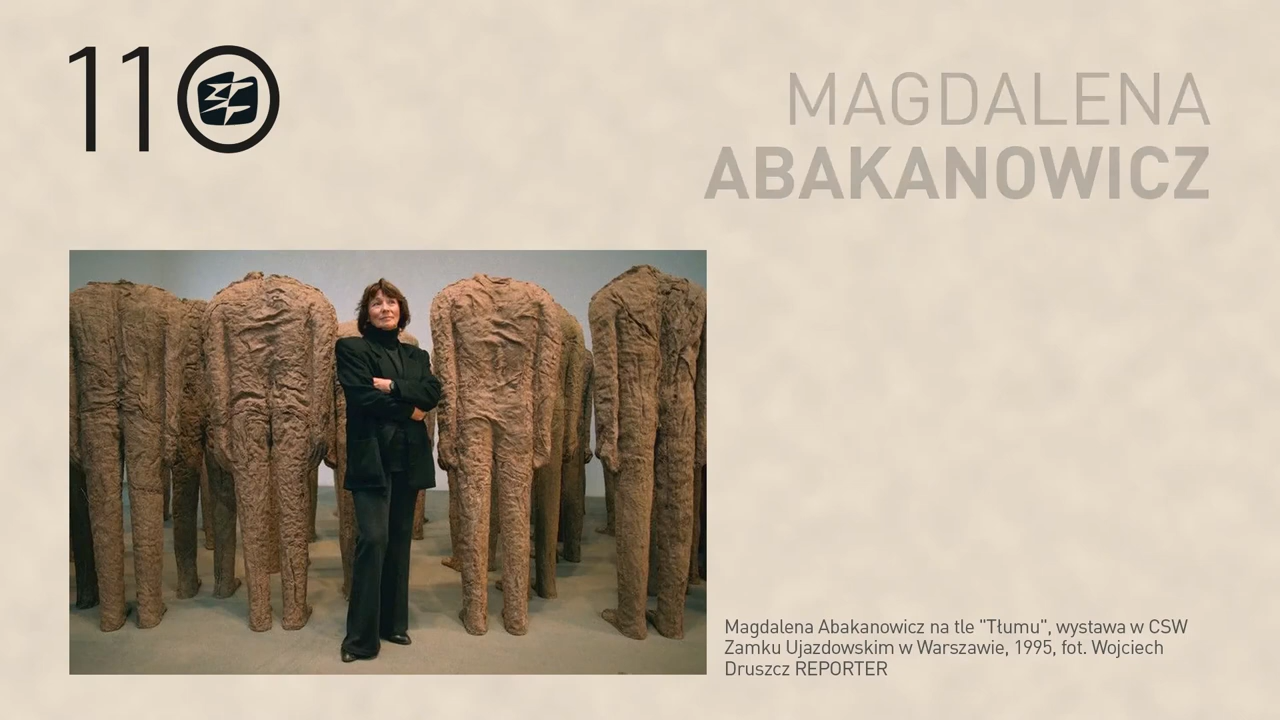 110
MAGDALENA
ABAKANOWICZ
Magdalena Abakanowicz na tle "Tłumu", wystawa w CSW
Zamku Ujazdowskim w Warszawie, 1995, fot. Wojciech
Druszcz REPORTER